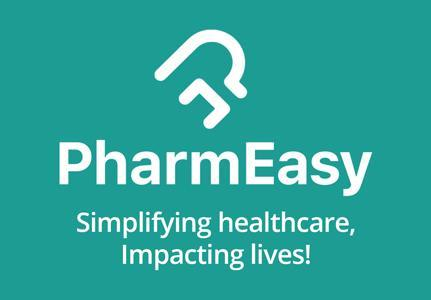 PharmEasy
Simplifying healthcare,
Impacting lives!